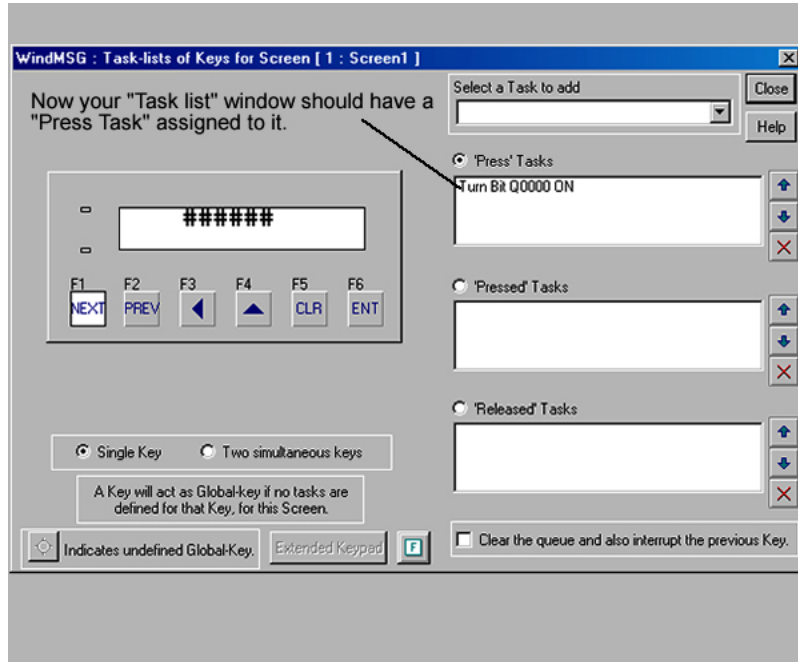 WindMSG : Task-lists of Keys for Screen [ 1 : Screen1 ]
Now your "Task list" window should have a
"Press Task" assigned to it.
Select a Task to add
Close
Help
'Press' Tasks
Turn Bit Q0000 ON
######
F1 F2 F3 F4 F5 F6
NEXT PREV CLR ENT
'Pressed' Tasks
'Released' Tasks
Single Key Two simultaneous keys
A Key will act as Global-key if no tasks are
defined for that Key, for this Screen.
Indicates undefined Global-Key. Extended Keypad F
Clear the queue and also interrupt the previous Key.